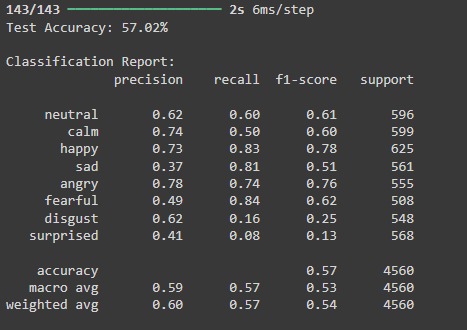 143/143 ━━━━━━━━━━━━━━━━━━━━ 2s 6ms/step
Test Accuracy: 57.02%
Classification Report:
precision recall f1-score support
neutral 0.62 0.60 0.61 596
calm 0.74 0.50 0.60 599
happy 0.73 0.83 0.78 625
sad 0.37 0.81 0.51 561
angry 0.78 0.74 0.76 555
fearful 0.49 0.84 0.62 508
disgust 0.62 0.16 0.25 548
surprised 0.41 0.08 0.13 568
accuracy 0.57 4560
macro avg 0.59 0.57 0.53 4560
weighted avg 0.60 0.57 0.54 4560